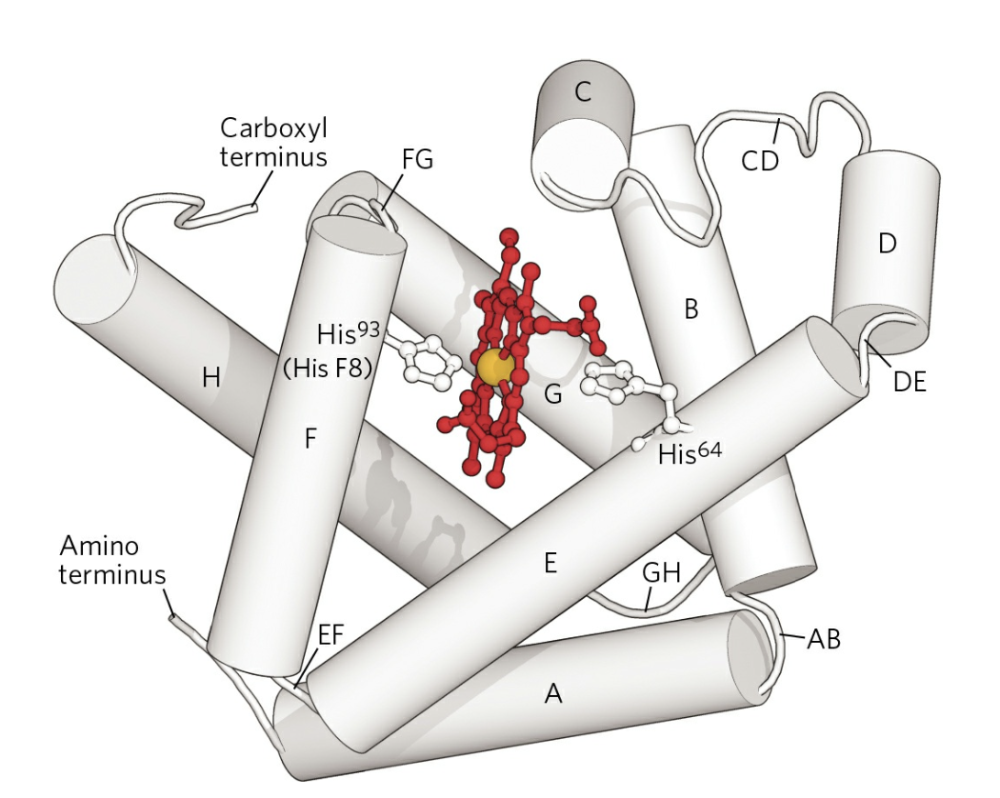 C
Carboxyl
terminus
FG
CD
D
B
His⁹³
(His F8)
H
G
DE
F
His⁶⁴
Amino
terminus
E
GH
EF
AB
A